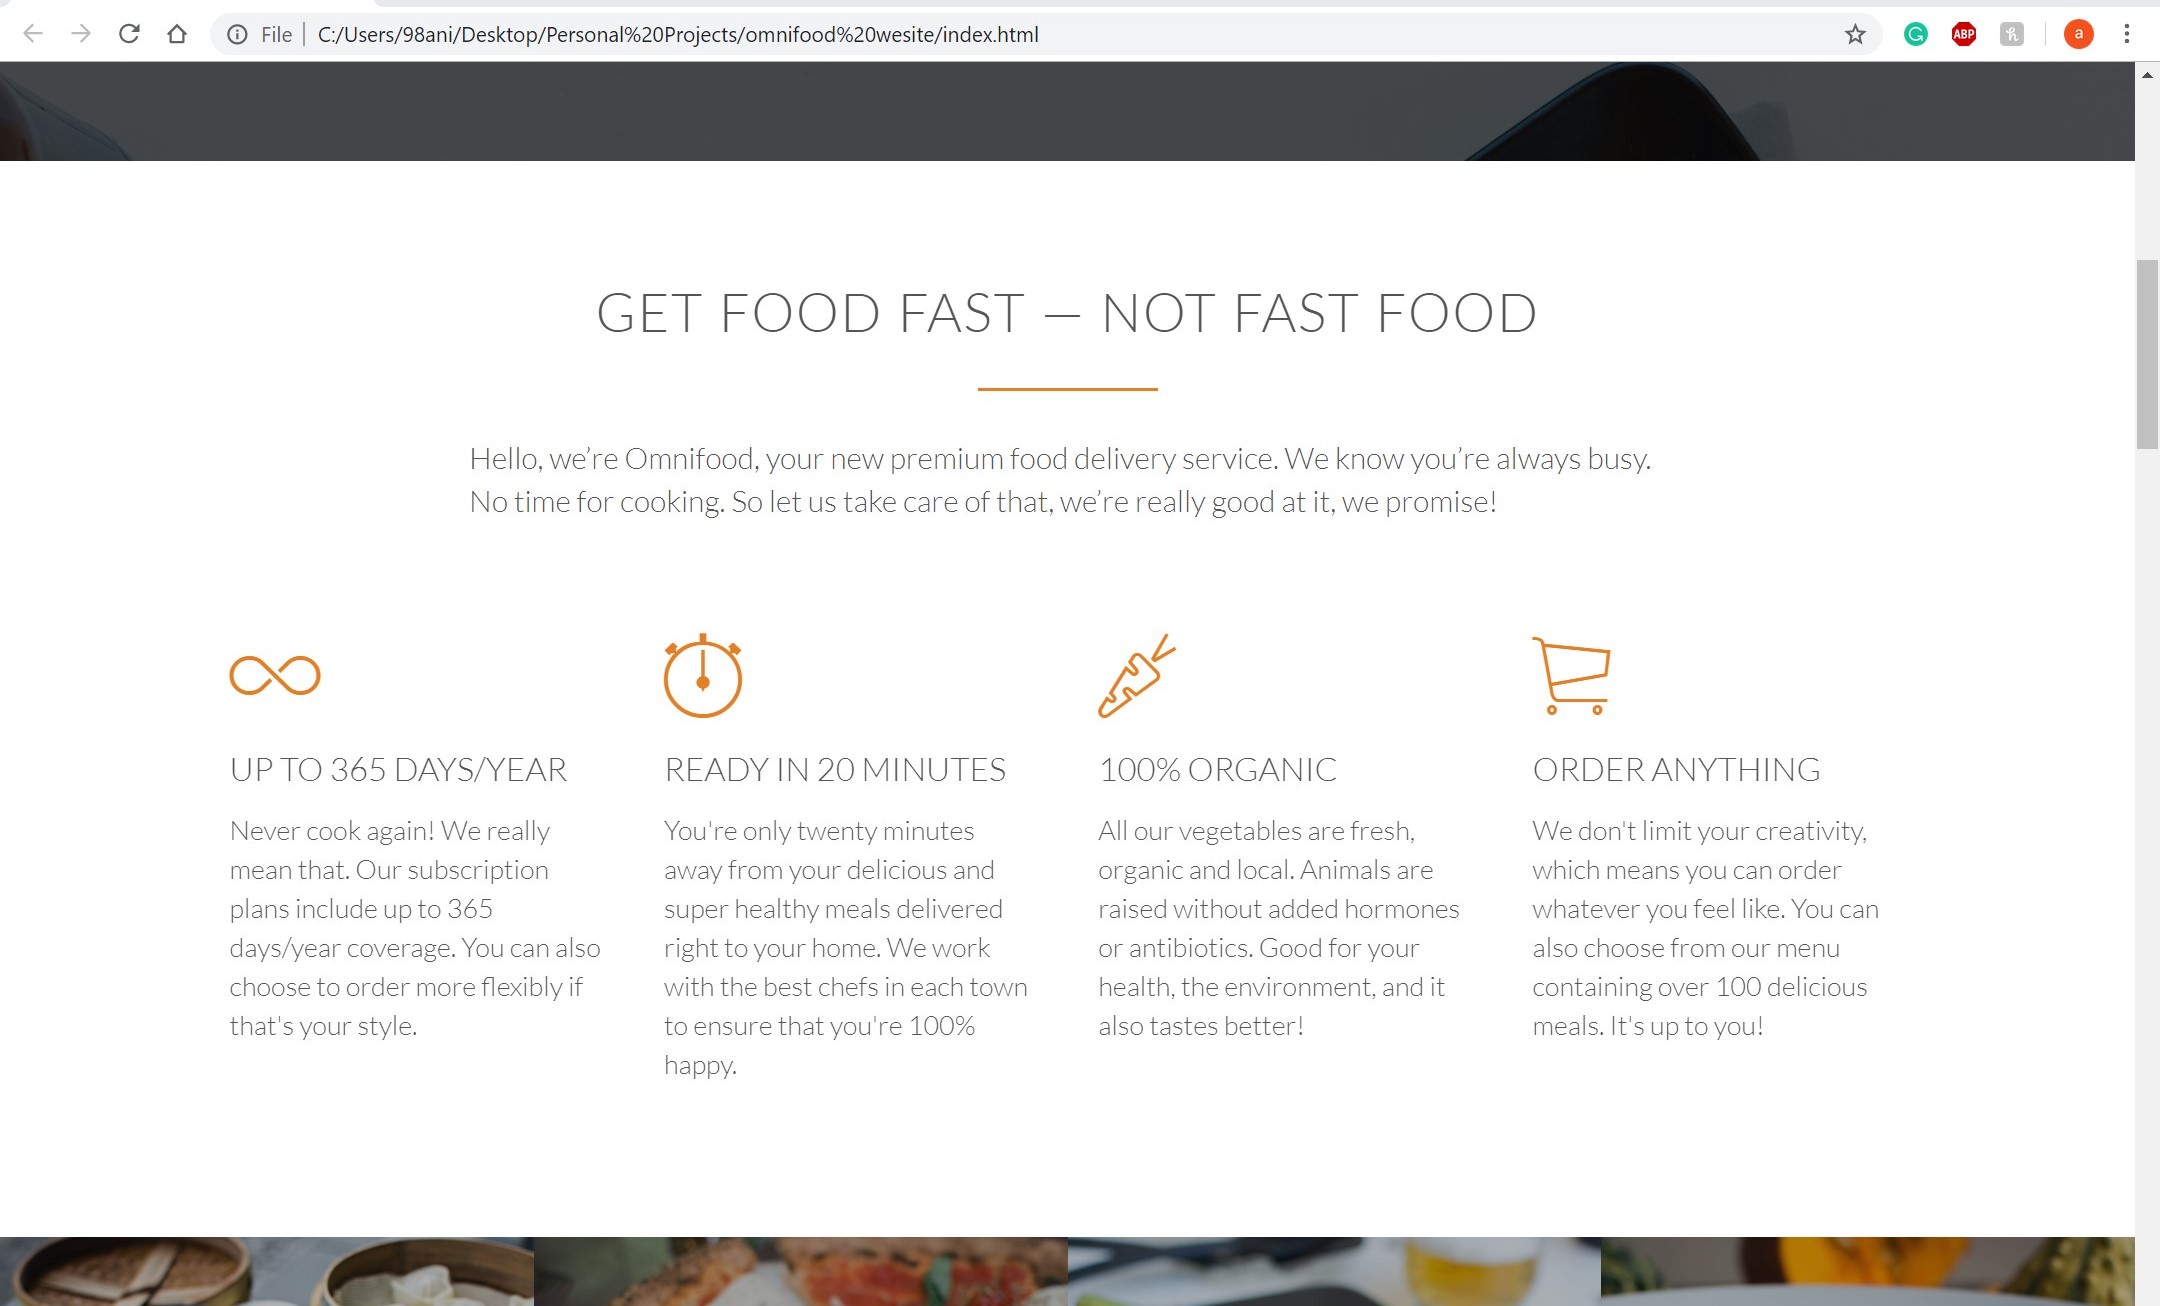 File C:/Users/98ani/Desktop/Personal%20Projects/omnifood%20wesite/index.html
ABP
a
GET FOOD FAST — NOT FAST FOOD
Hello, we’re Omnifood, your new premium food delivery service. We know you’re always busy.
No time for cooking. So let us take care of that, we’re really good at it, we promise!
UP TO 365 DAYS/YEAR
Never cook again! We really
mean that. Our subscription
plans include up to 365
days/year coverage. You can also
choose to order more flexibly if
that's your style.
READY IN 20 MINUTES
You're only twenty minutes
away from your delicious and
super healthy meals delivered
right to your home. We work
with the best chefs in each town
to ensure that you're 100%
happy.
100% ORGANIC
All our vegetables are fresh,
organic and local. Animals are
raised without added hormones
or antibiotics. Good for your
health, the environment, and it
also tastes better!
ORDER ANYTHING
We don't limit your creativity,
which means you can order
whatever you feel like. You can
also choose from our menu
containing over 100 delicious
meals. It's up to you!